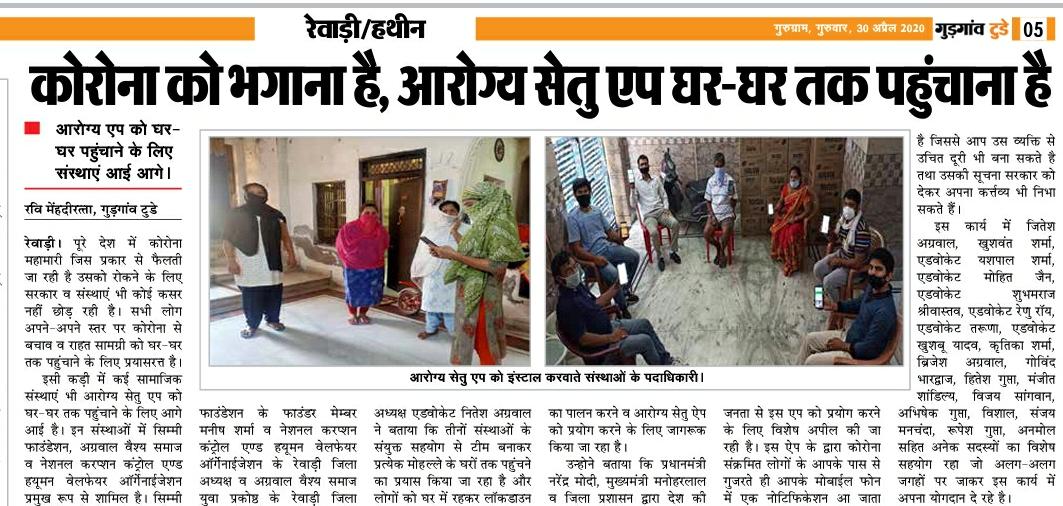 रेवाड़ी/हथीन
गुरुग्राम, गुरुवार, 30 अप्रैल 2020
गुड़गांव टुडे
05
कोरोना को भगाना है, आरोग्य सेतु एप घर-घर तक पहुंचाना है
आरोग्य एप को घर-
घर पहुंचाने के लिए
संस्थाएं आई आगे।
रवि मेंहदीरत्ता, गुड़गांव टुडे
रेवाड़ी। पूरे देश में कोरोना
महामारी जिस प्रकार से फैलती
जा रही है उसको रोकने के लिए
सरकार व संस्थाएं भी कोई कसर
नहीं छोड़ रही है। सभी लोग
अपने-अपने स्तर पर कोरोना से
बचाव व राहत सामग्री को घर-घर
तक पहुंचाने के लिए प्रयासरत्त है।
इसी कड़ी में कई सामाजिक
संस्थाएं भी आरोग्य सेतु एप को
घर-घर तक पहुंचाने के लिए आगे
आई है। इन संस्थाओं में सिम्मी
फाउंडेशन, अग्रवाल वैश्य समाज
व नेशनल करप्शन कंट्रोल एण्ड
हयूमन वेलफेयर ऑर्गेनाईजेशन
प्रमुख रूप से शामिल है। सिम्मी
आरोग्य सेतु एप को इंस्टाल करवाते संस्थाओं के पदाधिकारी।
फाउंडेशन के फाउंडर मेम्बर
मनीष शर्मा व नेशनल करप्शन
कंट्रोल एण्ड हयूमन वेलफेयर
ऑर्गेनाईजेशन के रेवाड़ी जिला
अध्यक्ष व अग्रवाल वैश्य समाज
युवा प्रकोष्ठ के रेवाड़ी जिला
अध्यक्ष एडवोकेट नितेश अग्रवाल
ने बताया कि तीनों संस्थाओं के
संयुक्त सहयोग से टीम बनाकर
प्रत्येक मोहल्ले के घरों तक पहुंचने
का प्रयास किया जा रहा है और
लोगों को घर में रहकर लॉकडाउन
का पालन करने व आरोग्य सेतु ऐप
को प्रयोग करने के लिए जागरूक
किया जा रहा है।
उन्होने बताया कि प्रधानमंत्री
नरेंद्र मोदी, मुख्यमंत्री मनोहरलाल
व जिला प्रशासन द्वारा देश की
जनता से इस एप को प्रयोग करने
के लिए विशेष अपील की जा
रही है। इस ऐप के द्वारा कोरोना
संक्रमित लोगों के आपके पास से
गुजरते ही आपके मोबाईल फोन
में एक नोटिफिकेशन आ जाता
है जिससे आप उस व्यक्ति से
उचित दूरी भी बना सकते है
तथा उसकी सूचना सरकार को
देकर अपना कर्त्तव्य भी निभा
सकते हैं।
इस कार्य में जितेश
अग्रवाल, खुशवंत शर्मा,
एडवोकेट यशपाल शर्मा,
एडवोकेट मोहित जैन,
एडवोकेट शुभमराज
श्रीवास्तव, एडवोकेट रेणु रॉय,
एडवोकेट तरूणा, एडवोकेट
खुशबू यादव, कृतिका शर्मा,
ब्रिजेश अग्रवाल, गोविंद
भारद्वाज, हितेश गुप्ता, मंजीत
शांडिल्य, विजय सांगवान,
अभिषेक गुप्ता, विशाल, संजय
मनचंदा, रूपेश गुप्ता, अनमोल
सहित अनेक सदस्यों का विशेष
सहयोग रहा जो अलग-अलग
जगहों पर जाकर इस कार्य में
अपना योगदान दे रहे है।